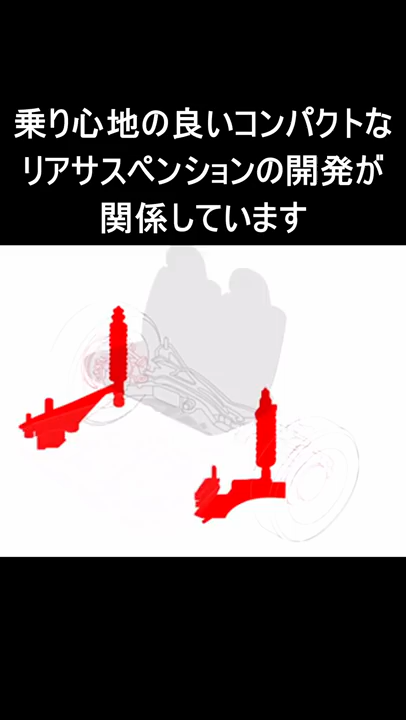 乗り心地の良いコンパクトな
リアサスペンションの開発が
関係しています